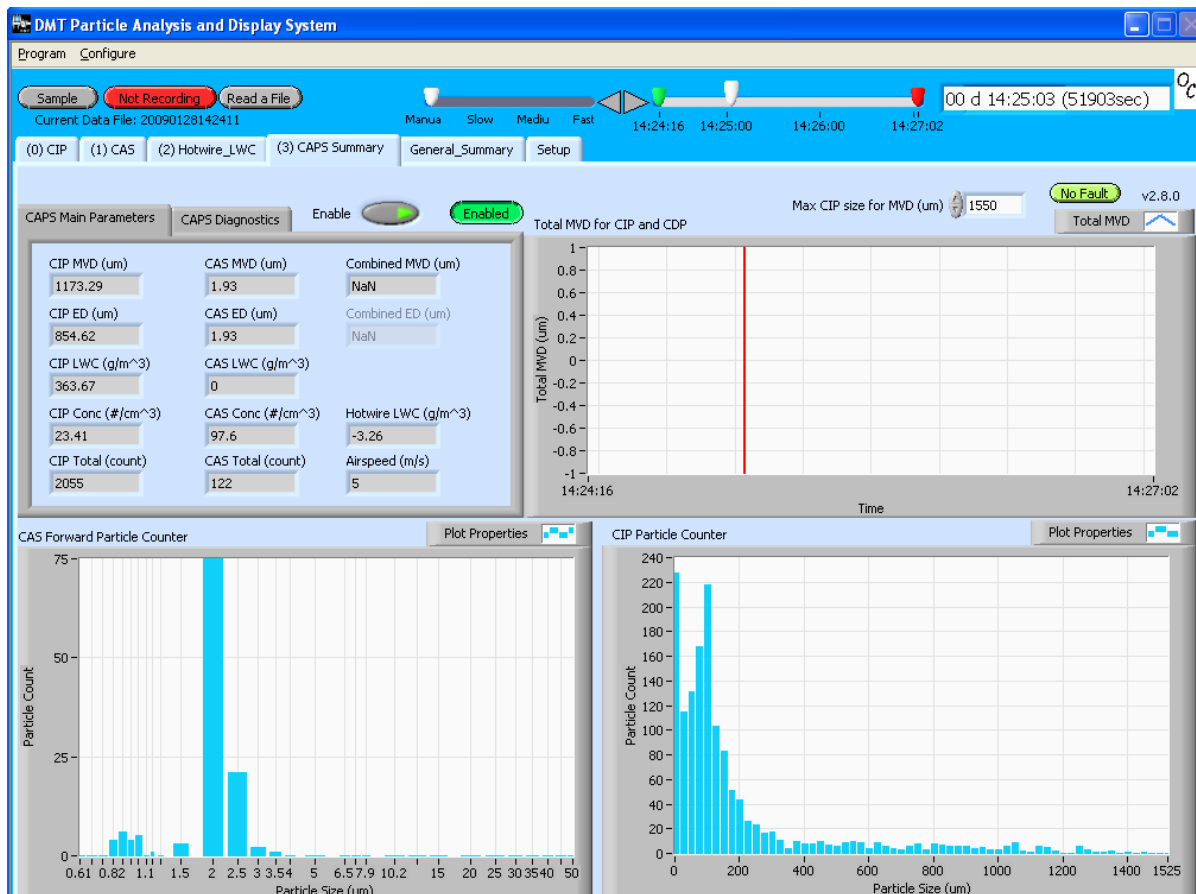 DMT Particle Analysis and Display System
Program Configure
Sample Not Recording Read a File
Current Data File: 20090128142411
Manua Slow Mediu Fast
14:24:16 14:25:00 14:26:00 14:27:02
00 d 14:25:03 (51903sec)
(0) CIP (1) CAS (2) Hotwire_LWC (3) CAPS Summary General_Summary Setup
CAPS Main Parameters CAPS Diagnostics Enable Enabled
Max CIP size for MVD (um) 1550
No Fault v2.8.0
Total MVD for CIP and CDP
Total MVD
CIP MVD (um) CAS MVD (um) Combined MVD (um)
1173.29 1.93 NaN
CIP ED (um) CAS ED (um) Combined ED (um)
854.62 1.93 NaN
CIP LWC (g/m^3) CAS LWC (g/m^3)
363.67 0
CIP Conc (#/cm^3) CAS Conc (#/cm^3) Hotwire LWC (g/m^3)
23.41 97.6 -3.26
CIP Total (count) CAS Total (count) Airspeed (m/s)
2055 122 5
Total MVD (um)
1
0.8
0.6
0.4
0.2
0
-0.2
-0.4
-0.6
-0.8
-1
14:24:16 14:27:02
Time
CAS Forward Particle Counter
Plot Properties
Particle Count
75
50
25
0
0.61 0.82 1.1 1.5 2 2.5 3 3.54 5 6.57.9 10.2 15 20 25 30 3540 50
Particle Size (um)
CIP Particle Counter
Plot Properties
Particle Count
240
220
200
180
160
140
120
100
80
60
40
20
0
0 200 400 600 800 1000 1200 1400 1525
Particle Size (um)